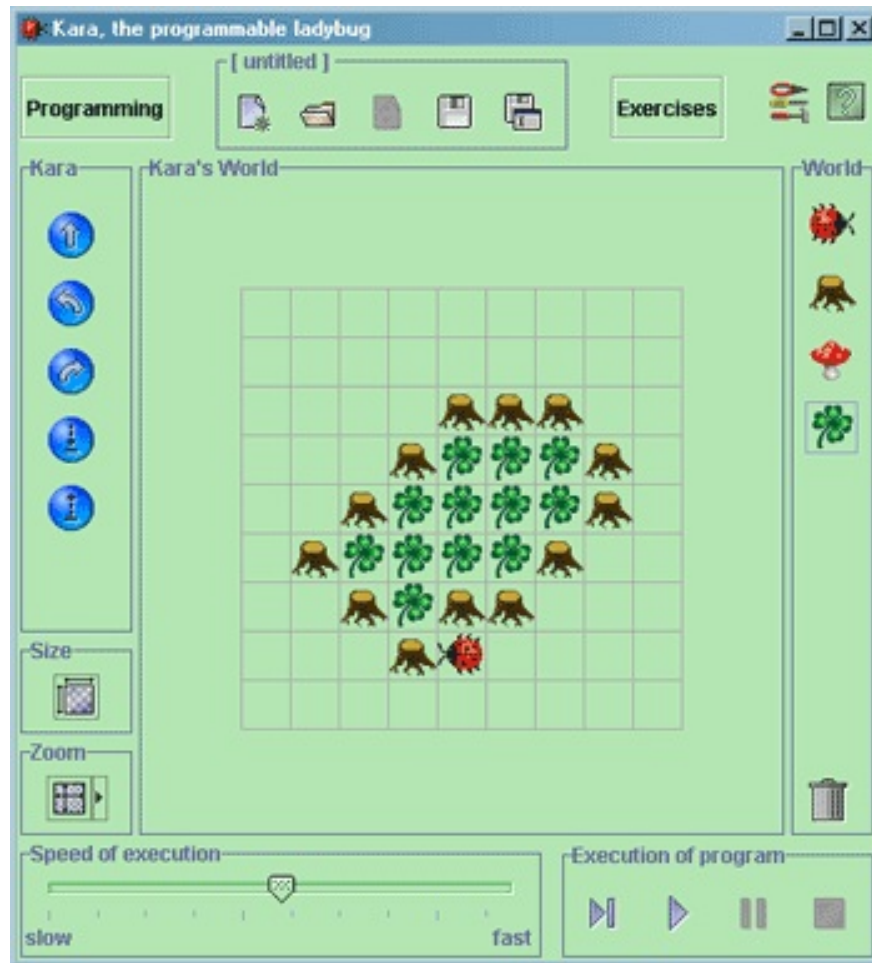 Kara, the programmable ladybug
[ untitled ]
Programming
Exercises
Kara
Kara's World
World
Size
Zoom
Speed of execution
slow
fast
Execution of program